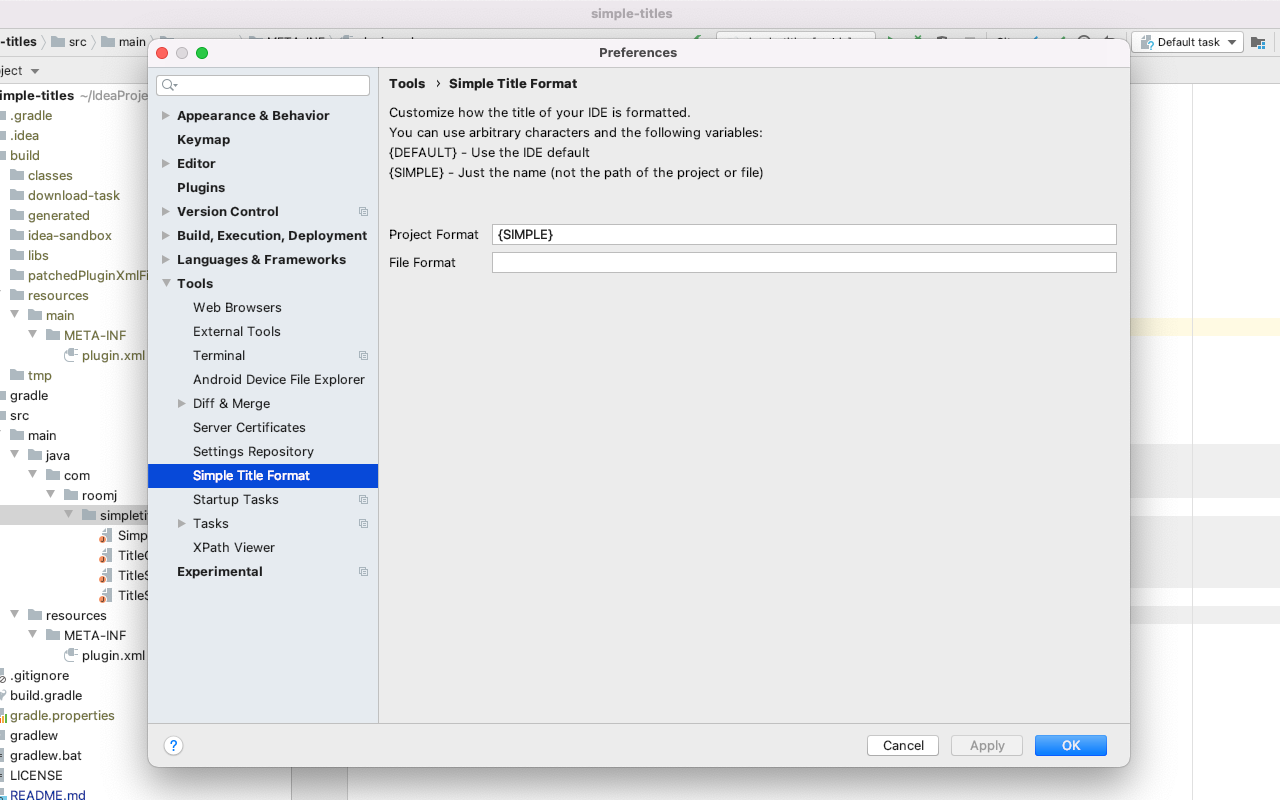 simple-titles
-titles
src
main
Default task
ject
Preferences
imple-titles ~/IdeaProje
.gradle
.idea
build
classes
download-task
generated
idea-sandbox
libs
patchedPluginXmlFi
resources
main
META-INF
plugin.xml
tmp
gradle
src
main
java
com
roomj
simpletit
Simp
TitleC
TitleS
TitleS
resources
META-INF
plugin.xml
.gitignore
build.gradle
gradle.properties
gradlew
gradlew.bat
LICENSE
README.md
Appearance & Behavior
Keymap
Editor
Plugins
Version Control
Build, Execution, Deployment
Languages & Frameworks
Tools
Web Browsers
External Tools
Terminal
Android Device File Explorer
Diff & Merge
Server Certificates
Settings Repository
Simple Title Format
Startup Tasks
Tasks
XPath Viewer
Experimental
Tools › Simple Title Format
Customize how the title of your IDE is formatted.
You can use arbitrary characters and the following variables:
{DEFAULT} - Use the IDE default
{SIMPLE} - Just the name (not the path of the project or file)
Project Format {SIMPLE}
File Format
?
Cancel
Apply
OK